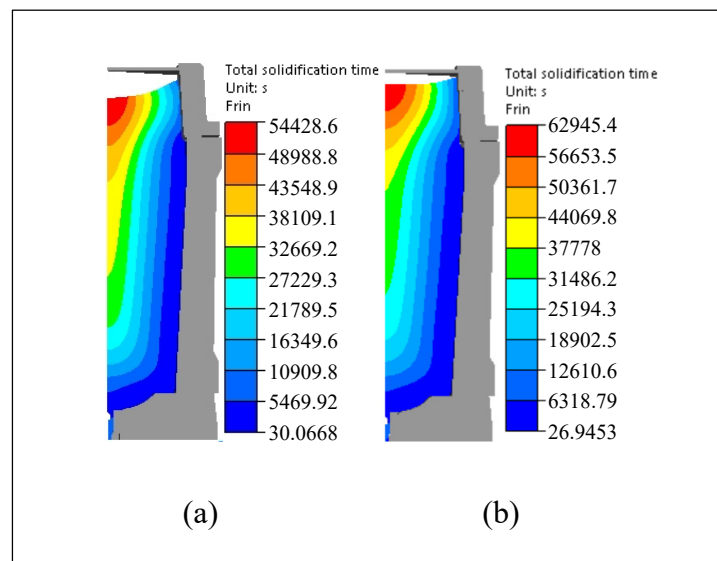 Total solidification time
Unit: s
Frin
54428.6
48988.8
43548.9
38109.1
32669.2
27229.3
21789.5
16349.6
10909.8
5469.92
30.0668
(a)
Total solidification time
Unit: s
Frin
62945.4
56653.5
50361.7
44069.8
37778
31486.2
25194.3
18902.5
12610.6
6318.79
26.9453
(b)